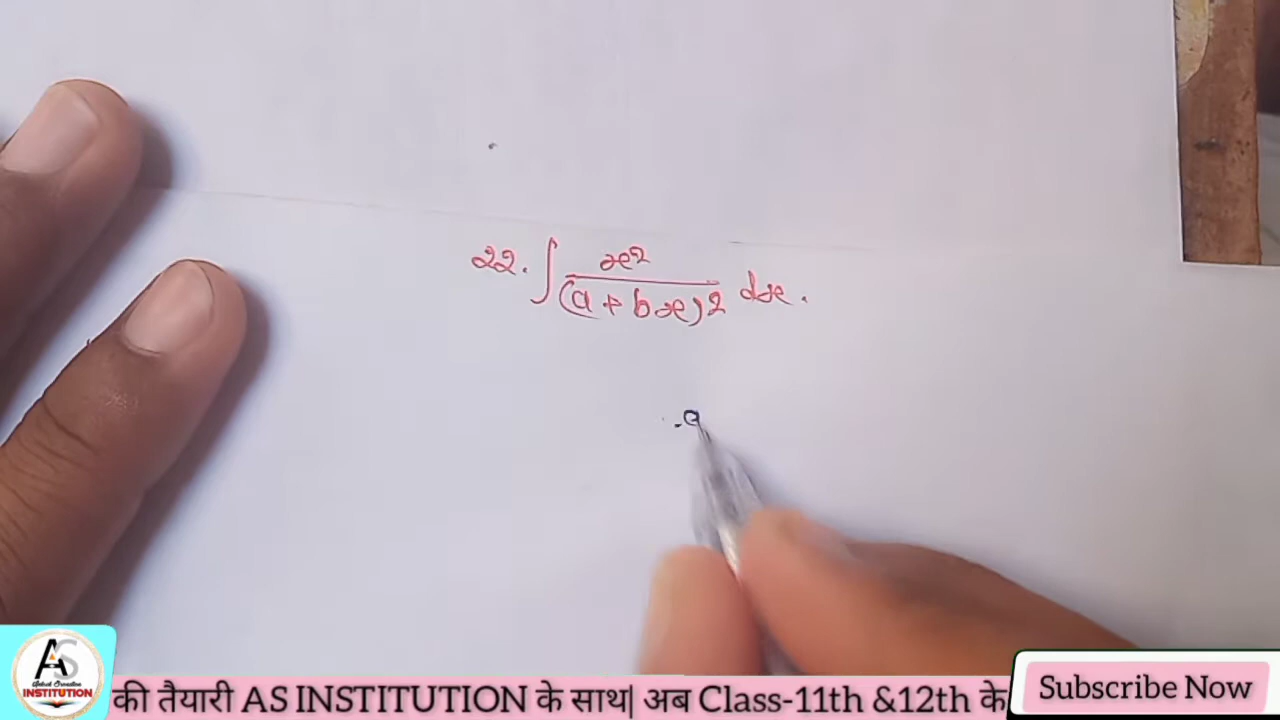 22. ∫ x² / (a + bx)² dx.
AS
INSTITUTION
की तैयारी AS INSTITUTION के साथ| अब Class-11th &12th के
Subscribe Now